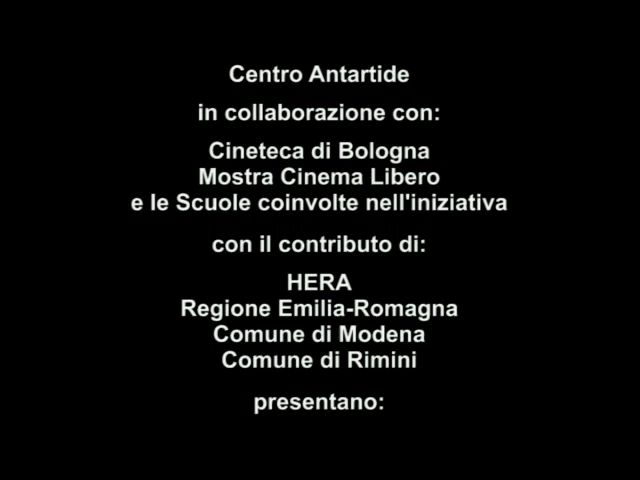 Centro Antartide
in collaborazione con:
Cineteca di Bologna
Mostra Cinema Libero
e le Scuole coinvolte nell'iniziativa
con il contributo di:
HERA
Regione Emilia-Romagna
Comune di Modena
Comune di Rimini
presentano: